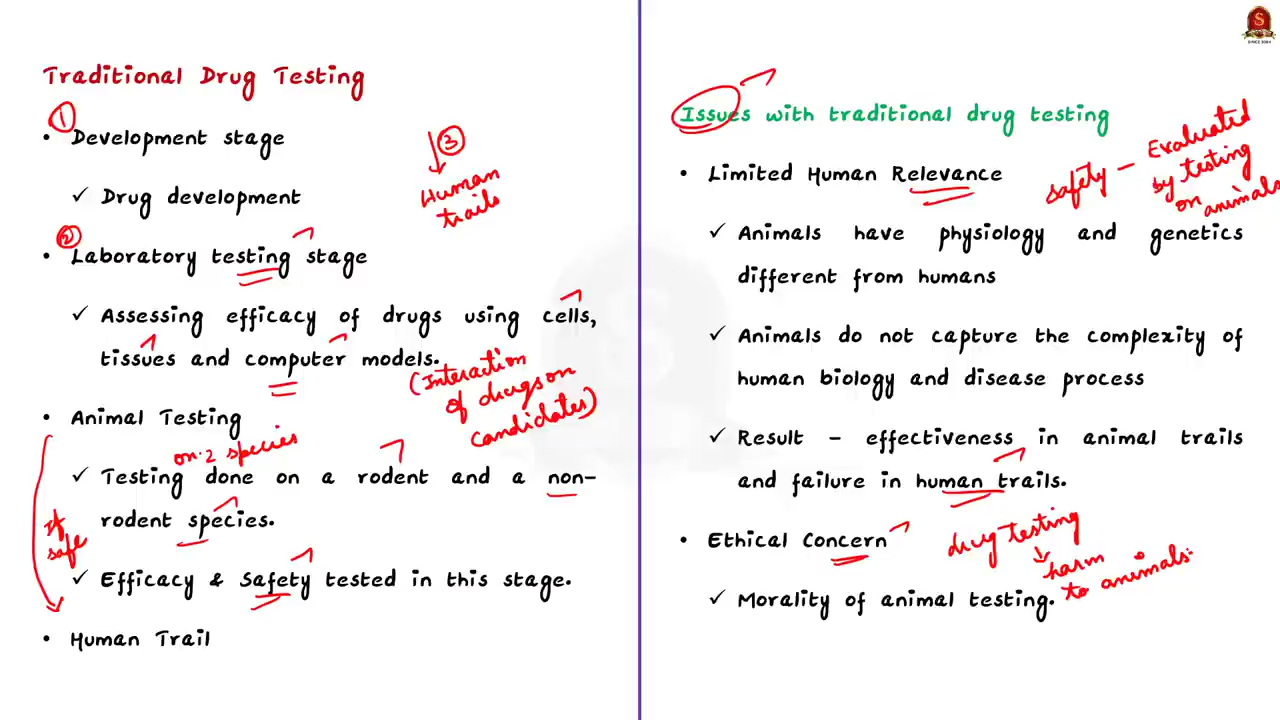 Traditional Drug Testing
①
• Development stage
✓ Drug development
③
Human
trails
②
• Laboratory testing stage
✓ Assessing efficacy of drugs using cells,
tissues and computer models.
(Interaction
of drugs on
candidates)
• Animal Testing
on 2 species
✓ Testing done on a rodent and a non-
rodent species.
if
safe
✓ Efficacy & Safety tested in this stage.
• Human Trail
S
SINCE 2004
Issues with traditional drug testing
• Limited Human Relevance
safety – Evaluated
by testing
on animals
✓ Animals have physiology and genetics
different from humans
✓ Animals do not capture the complexity of
human biology and disease process
✓ Result – effectiveness in animal trails
and failure in human trails.
• Ethical Concern
drug testing
harm
to animals
✓ Morality of animal testing.